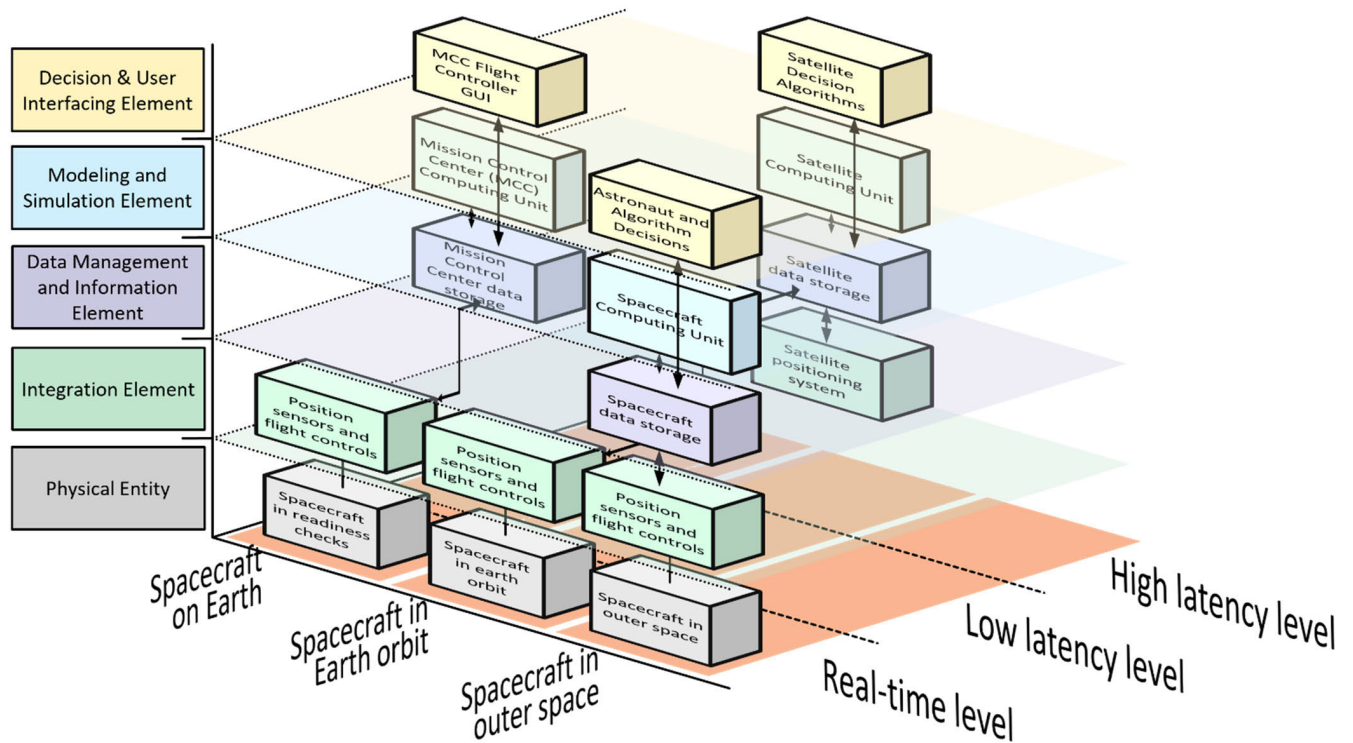 Decision & User
Interfacing Element
Modeling and
Simulation Element
Data Management
and Information
Element
Integration Element
Physical Entity
MCC Flight
Controller
GUI
Satellite
Decision
Algorithms
Mission Control
Center (MCC)
Computing Unit
Satellite
Computing Unit
Astronaut and
Algorithm
Decisions
Mission
Control
Center data
storage
Satellite
data storage
Spacecraft
Computing Unit
Satellite
positioning
system
Spacecraft
data storage
Position
sensors and
flight controls
Position
sensors and
flight controls
Position
sensors and
flight controls
Spacecraft
in readiness
checks
Spacecraft
in earth
orbit
Spacecraft in
outer space
Spacecraft
on Earth
Spacecraft in
Earth orbit
Spacecraft in
outer space
Real-time level
Low latency level
High latency level